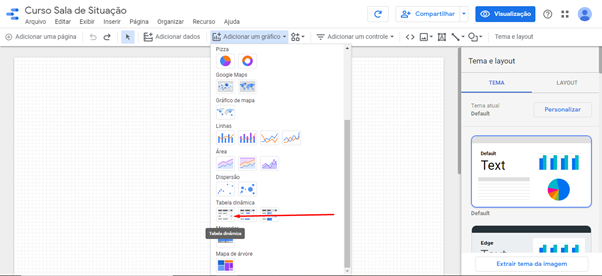 Curso Sala de Situação
Arquivo Editar Exibir Inserir Página Organizar Recurso Ajuda
Compartilhar
Visualização
Adicionar uma página
Adicionar dados
Adicionar um gráfico
Adicionar um controle
Tema e layout
Pizza
Google Maps
Gráfico de mapa
Linhas
Área
Dispersão
Tabela dinâmica
Tabela dinâmica
Mapa de árvore
Tema e layout
TEMA
LAYOUT
Tema atual
Default
Personalizar
Default
Text
Default
Edge
Extrair tema da imagem